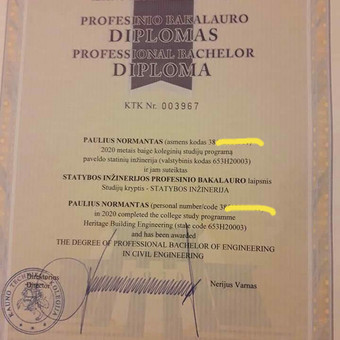 PROFESINIO BAKALAURO
DIPLOMAS
PROFESSIONAL BACHELOR
DIPLOMA
KTK Nr. 003967
PAULIUS NORMANTAS (asmens kodas 38
2020 metais baigė koleginių studijų programą
paveldo statinių inžinerija (valstybinis kodas 653H20003)
ir jam suteiktas
STATYBOS INŽINERIJOS PROFESINIO BAKALAURO laipsnis
Studijų kryptis - STATYBOS INŽINERIJA
PAULIUS NORMANTAS (personal number/code 38
in 2020 completed the college study programme
Heritage Building Engineering (state code 653H20003)
and has been awarded
THE DEGREE OF PROFESSIONAL BACHELOR OF ENGINEERING
IN CIVIL ENGINEERING
Direktorius
Director
Nerijus Varnas
KAUNO TECHNIKOS KOLEGIJA